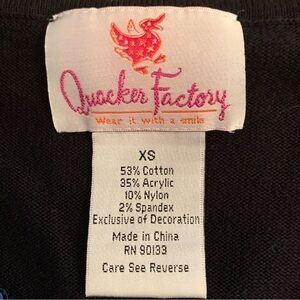 Quacker Factory
Wear it with a smile
XS
53% Cotton
35% Acrylic
10% Nylon
2% Spandex
Exclusive of Decoration
Made in China
RN 90133
Care See Reverse